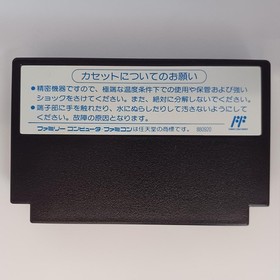 カセットについてのお願い
●精密機器ですので、極端な温度条件下での使用や保管および強い
ショックをさけてください。また、絶対に分解しないでください。
●端子部に手を触れたり、水にぬらしたりして汚さないようにして
ください。故障の原因となります。
ファミリーコンピュータ・ファミコンは任天堂の商標です。